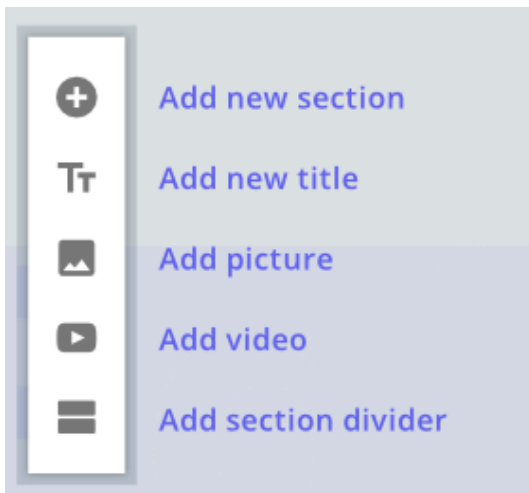 Add new section
Add new title
Add picture
Add video
Add section divider